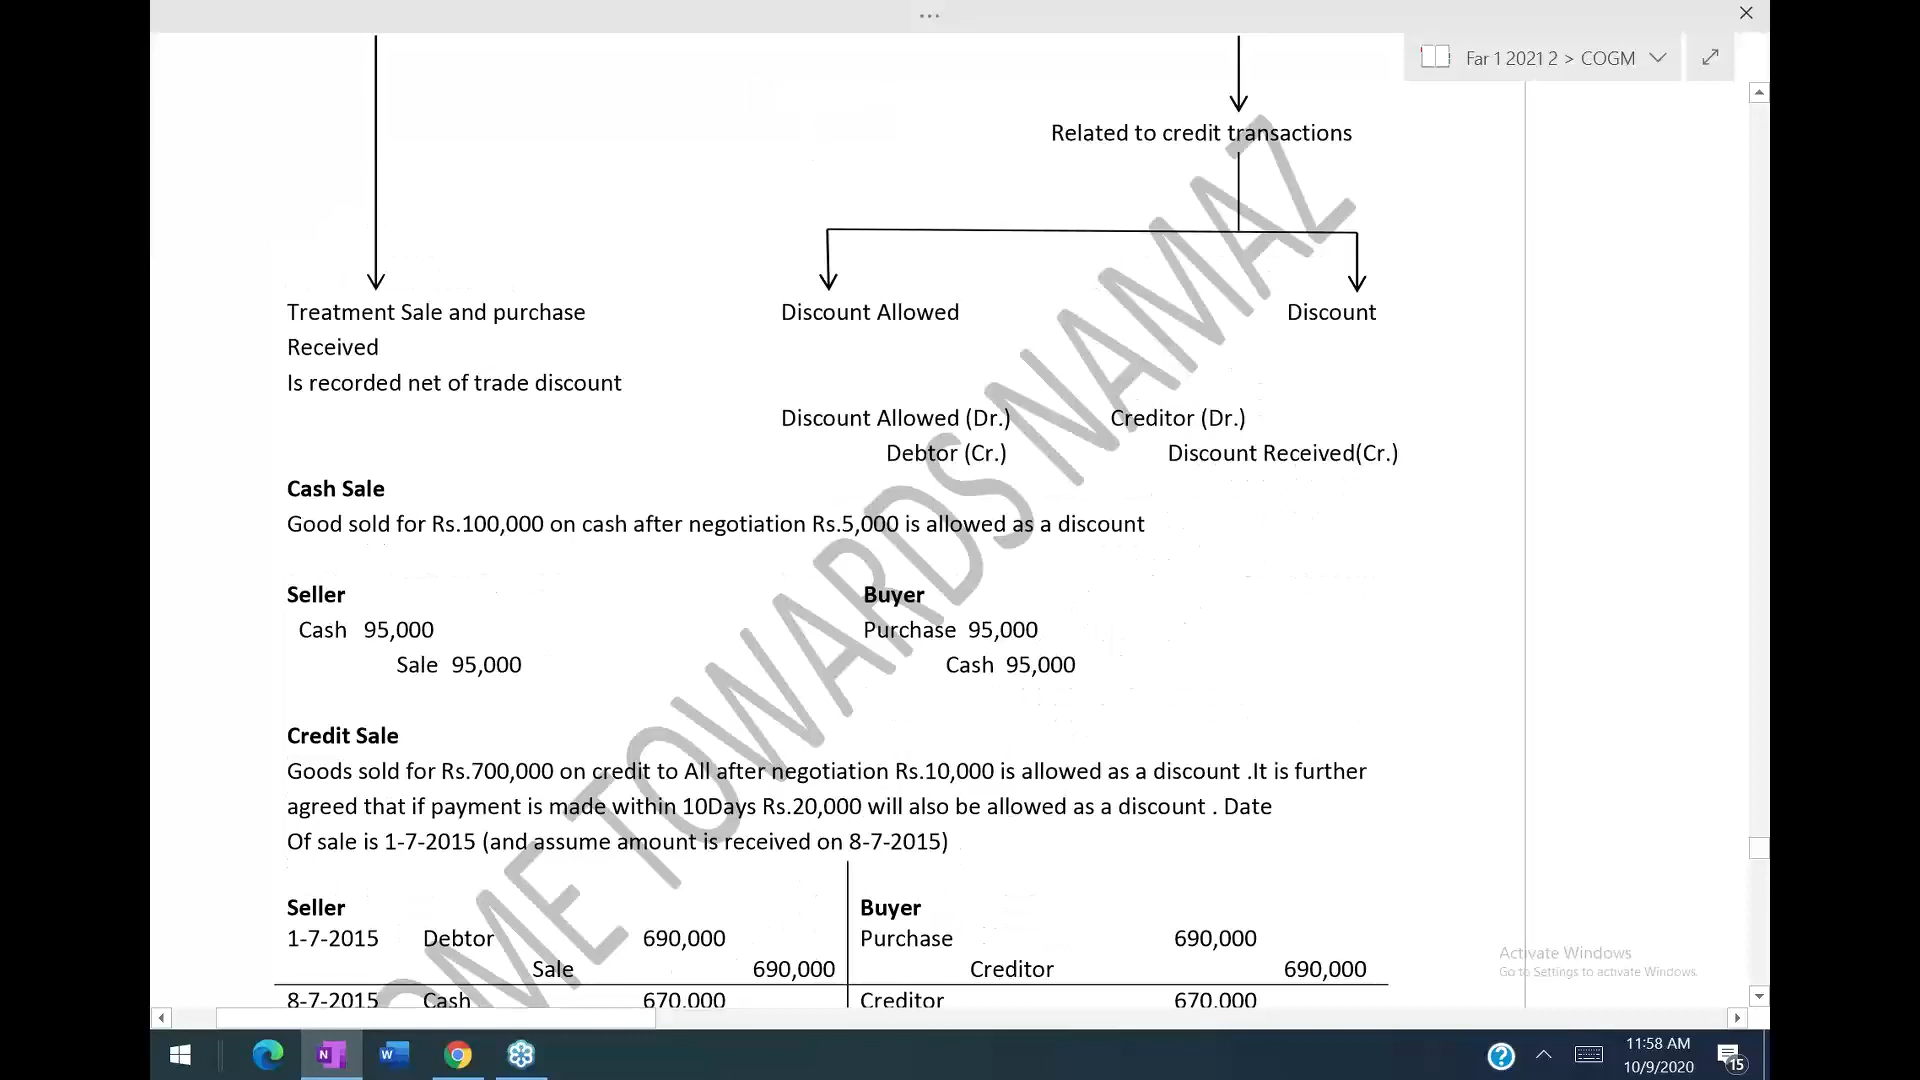 ...
Far 1 2021 2 > COGM
Related to credit transactions
Treatment Sale and purchase Discount Allowed Discount
Received
Is recorded net of trade discount
Discount Allowed (Dr.) Creditor (Dr.)
Debtor (Cr.) Discount Received(Cr.)
Cash Sale
Good sold for Rs.100,000 on cash after negotiation Rs.5,000 is allowed as a discount
Seller Buyer
Cash 95,000 Purchase 95,000
Sale 95,000 Cash 95,000
Credit Sale
Goods sold for Rs.700,000 on credit to All after negotiation Rs.10,000 is allowed as a discount .It is further
agreed that if payment is made within 10Days Rs.20,000 will also be allowed as a discount . Date
Of sale is 1-7-2015 (and assume amount is received on 8-7-2015)
Seller Buyer
1-7-2015 Debtor 690,000 Purchase 690,000
Sale 690,000 Creditor 690,000
8-7-2015 Cash 670,000 Creditor 670,000
OME TOWARDS NAMAZ
Activate Windows
Go to Settings to activate Windows.
11:58 AM
10/9/2020
15